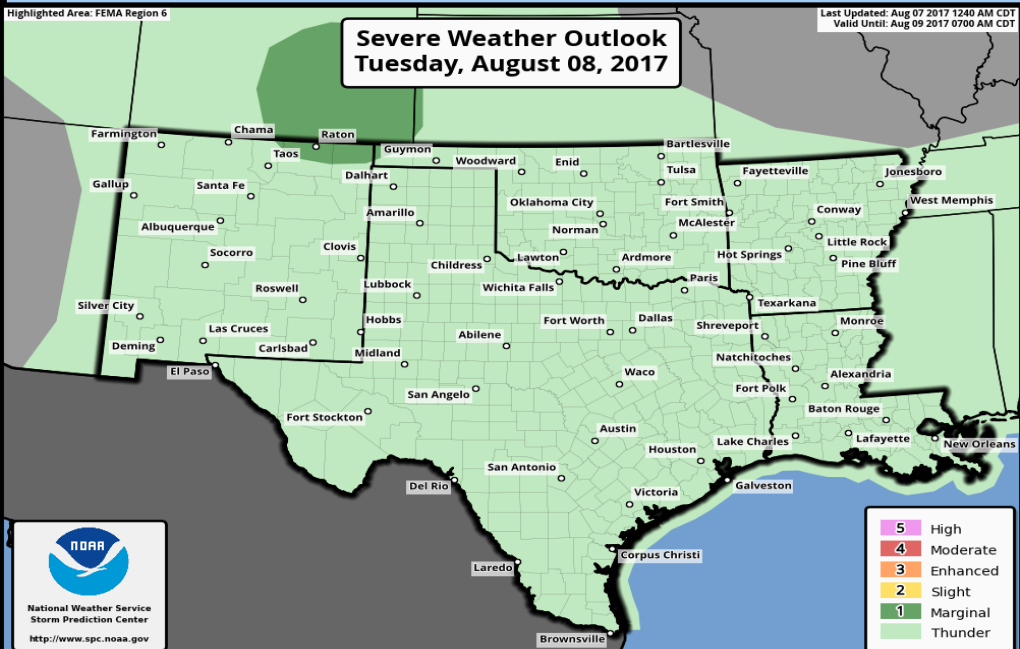 Highlighted Area: FEMA Region 6
Last Updated: Aug 07 2017 1240 AM CDT
Valid Until: Aug 09 2017 0700 AM CDT
Severe Weather Outlook
Tuesday, August 08, 2017
Farmington
Chama
Raton
Taos
Guymon
Woodward
Enid
Bartlesville
Tulsa
Fayetteville
Jonesboro
Gallup
Santa Fe
Dalhart
Oklahoma City
Fort Smith
West Memphis
Albuquerque
Amarillo
Norman
McAlester
Conway
Socorro
Clovis
Childress
Lawton
Ardmore
Hot Springs
Little Rock
Pine Bluff
Roswell
Lubbock
Wichita Falls
Paris
Texarkana
Silver City
Las Cruces
Hobbs
Abilene
Fort Worth
Dallas
Shreveport
Monroe
Deming
Carlsbad
Midland
Natchitoches
El Paso
Waco
Alexandria
San Angelo
Fort Polk
Fort Stockton
Baton Rouge
Austin
Houston
Lake Charles
Lafayette
New Orleans
San Antonio
Del Rio
Victoria
Galveston
Corpus Christi
Laredo
Brownsville
NOAA
National Weather Service
Storm Prediction Center
http://www.spc.noaa.gov
5 High
4 Moderate
3 Enhanced
2 Slight
1 Marginal
Thunder